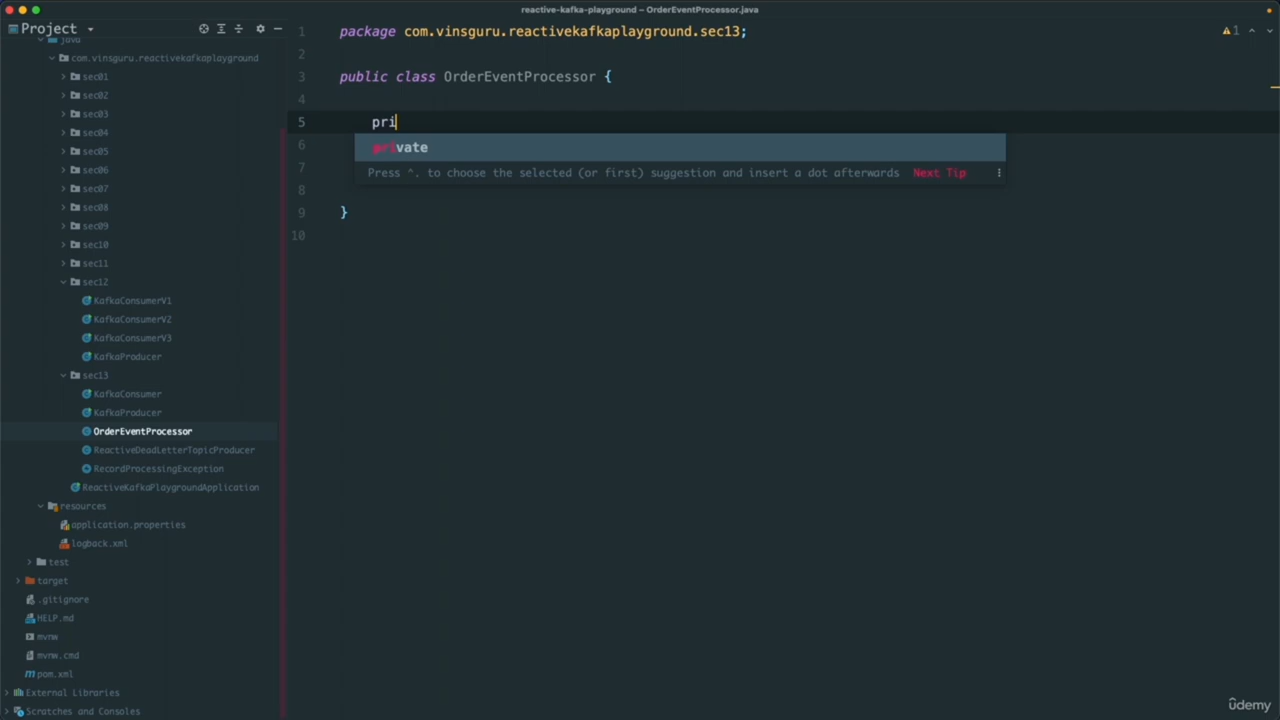 reactive-kafka-playground – OrderEventProcessor.java
Project
java
com.vinsguru.reactivekafkaplayground
sec01
sec02
sec03
sec04
sec05
sec06
sec07
sec08
sec09
sec10
sec11
sec12
KafkaConsumerV1
KafkaConsumerV2
KafkaConsumerV3
KafkaProducer
sec13
KafkaConsumer
KafkaProducer
OrderEventProcessor
ReactiveDeadLetterTopicProducer
RecordProcessingException
ReactiveKafkaPlaygroundApplication
resources
application.properties
logback.xml
test
target
.gitignore
HELP.md
mvnw
mvnw.cmd
pom.xml
External Libraries
Scratches and Consoles
1 package com.vinsguru.reactivekafkaplayground.sec13;
2
3 public class OrderEventProcessor {
4
5 pri
6 private
7 Press ^. to choose the selected (or first) suggestion and insert a dot afterwards Next Tip
8
9 }
10
1
ûdemy